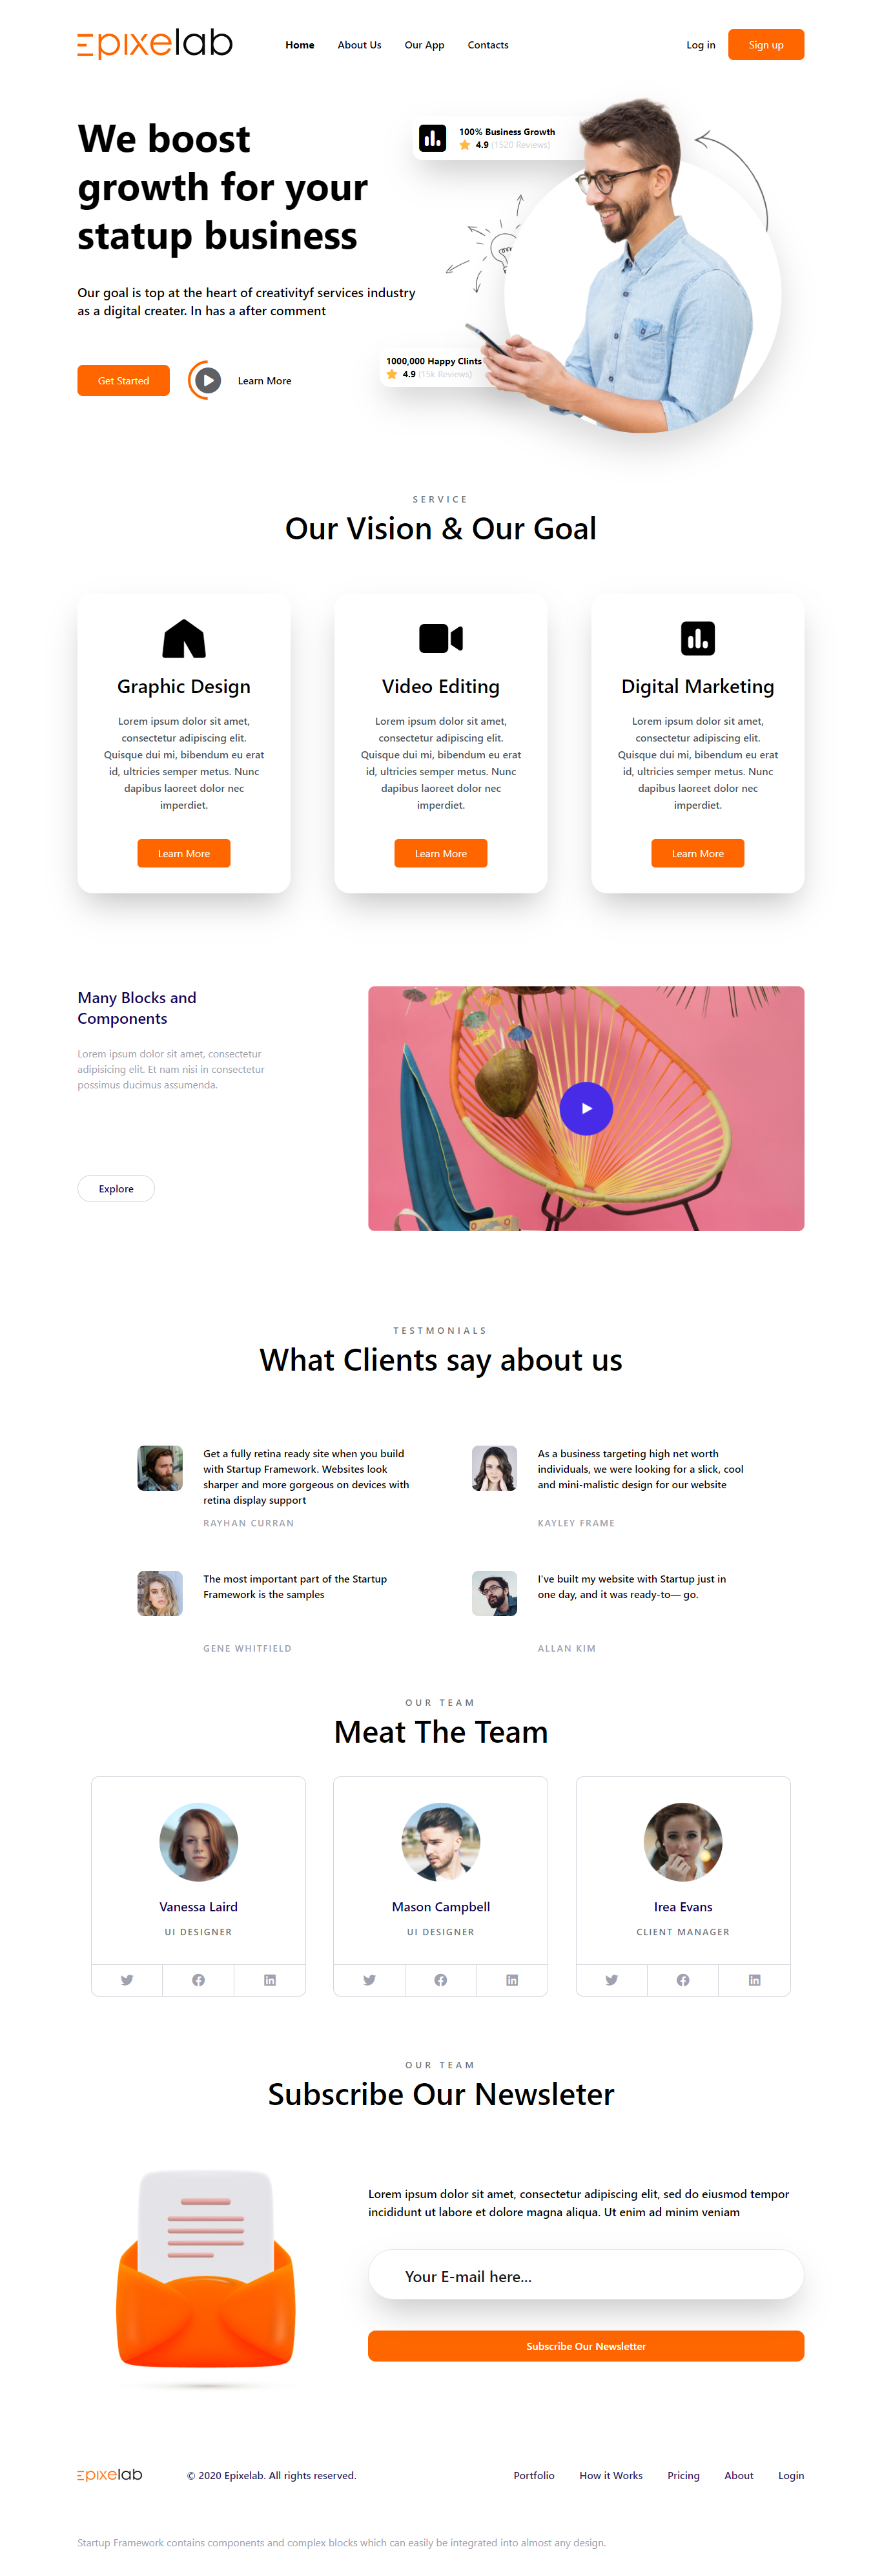 Epixelab
Home
About Us
Our App
Contacts
Log in
Sign up
We boost
growth for your
statup business
100% Business Growth
4.9 (1520 Reviews)
Our goal is top at the heart of creativityf services industry
as a digital creater. In has a after comment
1000,000 Happy Clints
4.9 (15k Reviews)
Get Started
Learn More
SERVICE
Our Vision & Our Goal
Graphic Design
Lorem ipsum dolor sit amet,
consectetur adipiscing elit.
Quisque dui mi, bibendum eu erat
id, ultricies semper metus. Nunc
dapibus laoreet dolor nec
imperdiet.
Learn More
Video Editing
Lorem ipsum dolor sit amet,
consectetur adipiscing elit.
Quisque dui mi, bibendum eu erat
id, ultricies semper metus. Nunc
dapibus laoreet dolor nec
imperdiet.
Learn More
Digital Marketing
Lorem ipsum dolor sit amet,
consectetur adipiscing elit.
Quisque dui mi, bibendum eu erat
id, ultricies semper metus. Nunc
dapibus laoreet dolor nec
imperdiet.
Learn More
Many Blocks and
Components
Lorem ipsum dolor sit amet, consectetur
adipisicing elit. Et nam nisi in consectetur
possimus ducimus assumenda.
Explore
TESTMONIALS
What Clients say about us
Get a fully retina ready site when you build
with Startup Framework. Websites look
sharper and more gorgeous on devices with
retina display support
RAYHAN CURRAN
As a business targeting high net worth
individuals, we were looking for a slick, cool
and mini-malistic design for our website
KAYLEY FRAME
The most important part of the Startup
Framework is the samples
GENE WHITFIELD
I've built my website with Startup just in
one day, and it was ready-to— go.
ALLAN KIM
OUR TEAM
Meat The Team
Vanessa Laird
UI DESIGNER
Mason Campbell
UI DESIGNER
Irea Evans
CLIENT MANAGER
OUR TEAM
Subscribe Our Newsleter
Lorem ipsum dolor sit amet, consectetur adipiscing elit, sed do eiusmod tempor
incididunt ut labore et dolore magna aliqua. Ut enim ad minim veniam
Your E-mail here...
Subscribe Our Newsletter
Epixelab
© 2020 Epixelab. All rights reserved.
Portfolio
How it Works
Pricing
About
Login
Startup Framework contains components and complex blocks which can easily be integrated into almost any design.